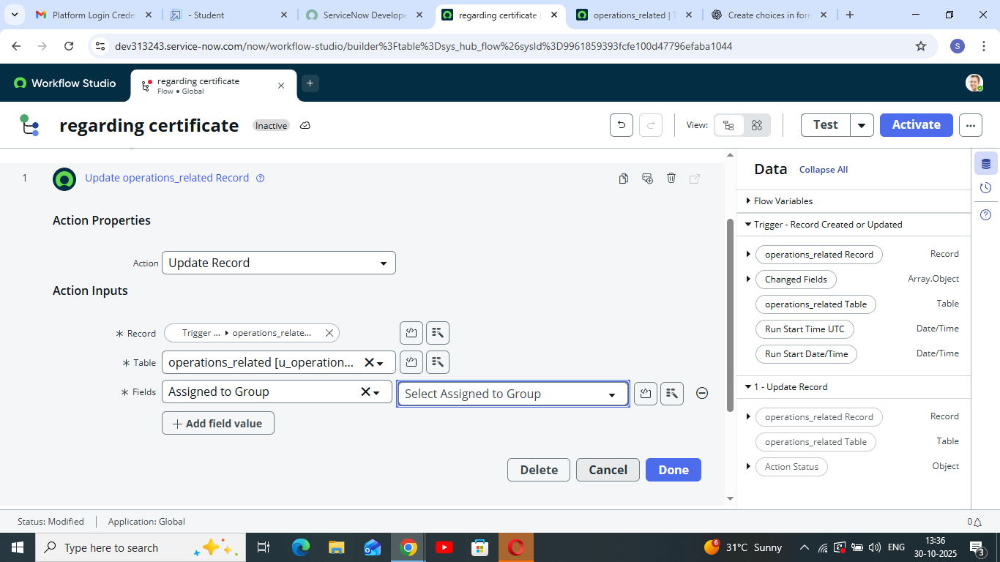 Platform Login Crede
- Student
ServiceNow Develope
regarding certificate |
operations_related | T
Create choices in forn
dev313243.service-now.com/now/workflow-studio/builder%3Ftable%3Dsys_hub_flow%26sysId%3D9961859393fcfe100d47796efaba1044
S
Workflow Studio
regarding certificate
Flow • Global
regarding certificate
Inactive
View:
Test
Activate
1
Update operations_related Record
Action Properties
Action
Update Record
Action Inputs
* Record
Trigger ... operations_relate...
* Table
operations_related [u_operation...
* Fields
Assigned to Group
Select Assigned to Group
+ Add field value
Delete
Cancel
Done
Data
Collapse All
Flow Variables
Trigger - Record Created or Updated
operations_related Record
Record
Changed Fields
Array.Object
operations_related Table
Table
Run Start Time UTC
Date/Time
Run Start Date/Time
Date/Time
1 - Update Record
operations_related Record
Record
operations_related Table
Table
Action Status
Object
Status: Modified
Application: Global
0
Type here to search
6
31°C Sunny
ENG
13:36
30-10-2025
3